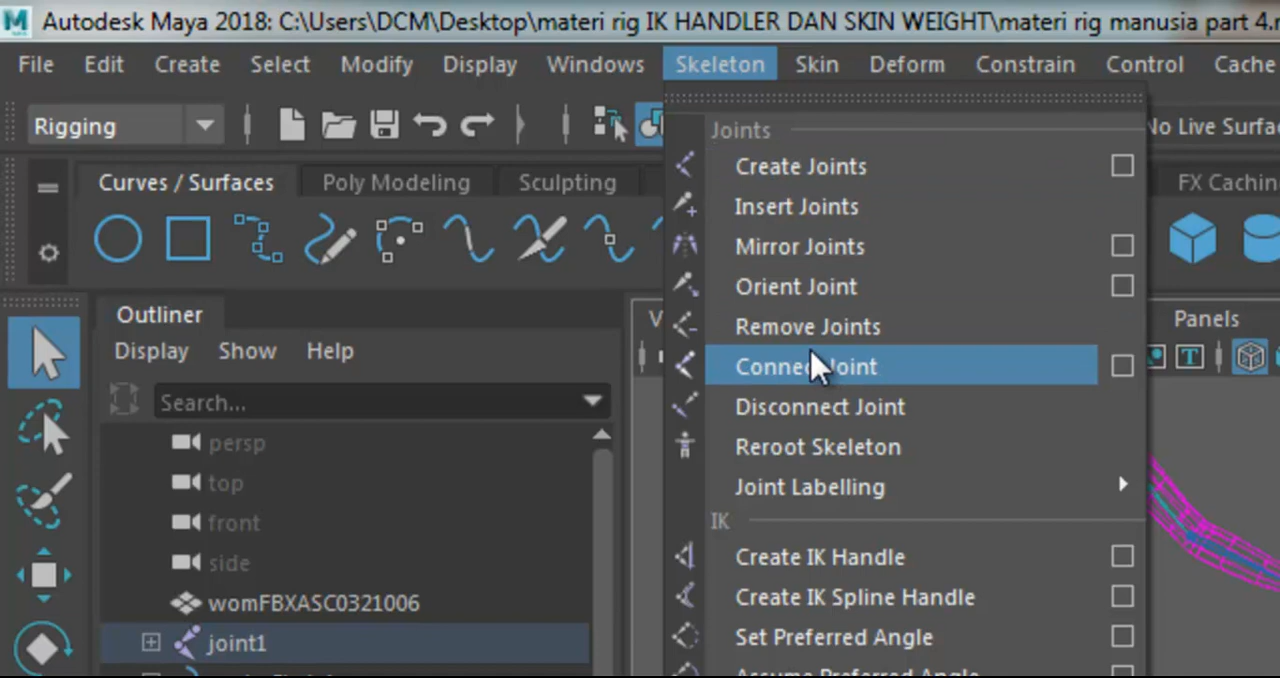 Autodesk Maya 2018: C:\Users\DCM\Desktop\materi rig IK HANDLER DAN SKIN WEIGHT\materi rig manusia part 4.
File Edit Create Select Modify Display Windows Skeleton Skin Deform Constrain Control Cache
Rigging
No Live Surfa
Curves / Surfaces Poly Modeling Sculpting
FX Cachin
Joints
Create Joints
Insert Joints
Mirror Joints
Orient Joint
Remove Joints
Connec Joint
Disconnect Joint
Reroot Skeleton
Joint Labelling
IK
Create IK Handle
Create IK Spline Handle
Set Preferred Angle
Assume Preferred Angle
Outliner
Display Show Help
Search...
persp
top
front
side
womFBXASC0321006
joint1
V
Panels
T